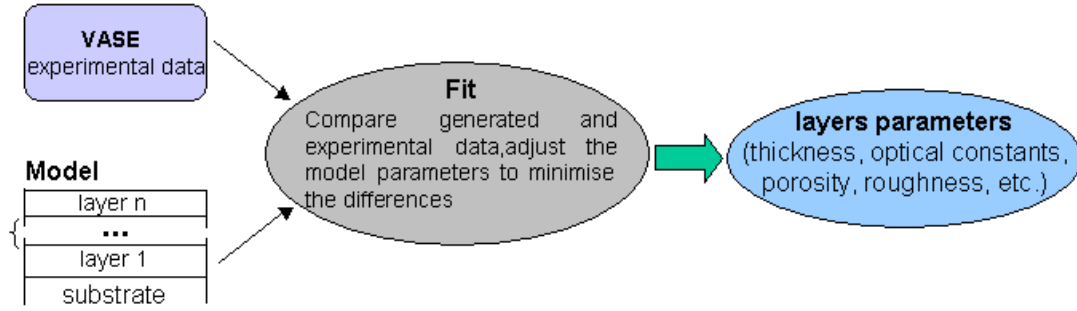 VASE
experimental data
Fit
Compare generated and
experimental data,adjust the
model parameters to minimise
the differences
layers parameters
(thickness, optical constants,
porosity, roughness, etc.)
Model
layer n
...
layer 1
substrate